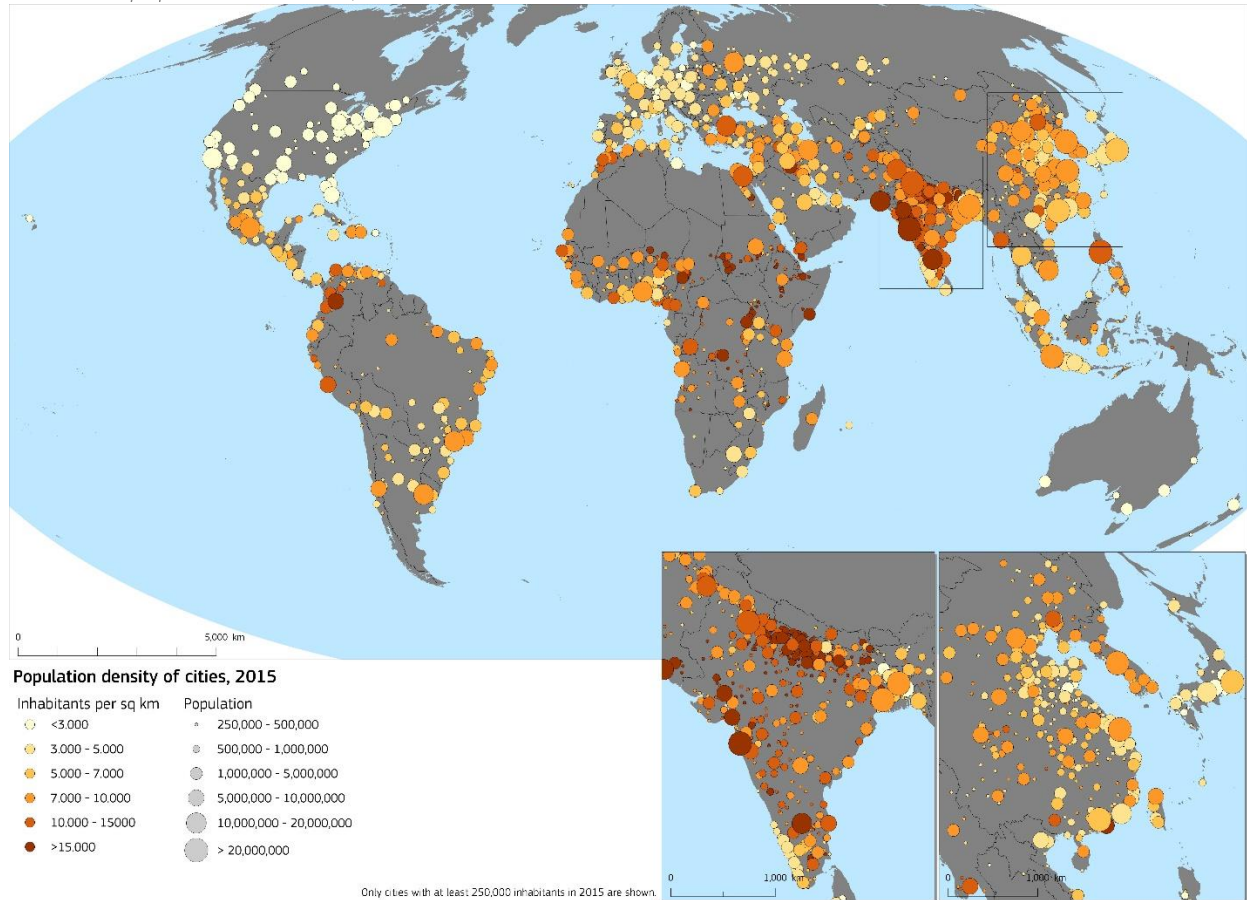 0
5,000 km
Population density of cities, 2015
Inhabitants per sq km
<3.000
3.000 - 5.000
5.000 - 7.000
7.000 - 10.000
10.000 - 15000
>15.000
Population
250,000 - 500,000
500,000 - 1,000,000
1,000,000 - 5,000,000
5,000,000 - 10,000,000
10,000,000 - 20,000,000
> 20,000,000
Only cities with at least 250,000 inhabitants in 2015 are shown.
0
1,000 km
0
1,000 km